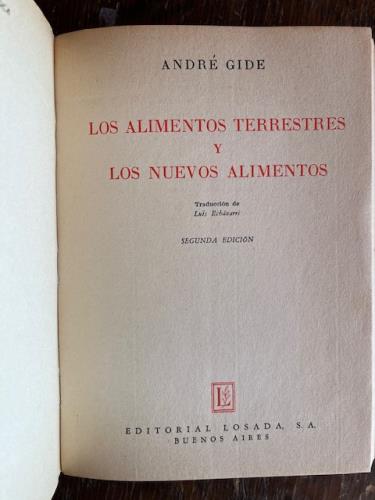 ANDRÉ GIDE
LOS ALIMENTOS TERRESTRES
Y
LOS NUEVOS ALIMENTOS
Traducción de
Luis Echávarri
SEGUNDA EDICIÓN
L
EDITORIAL LOSADA, S.A.
BUENOS AIRES